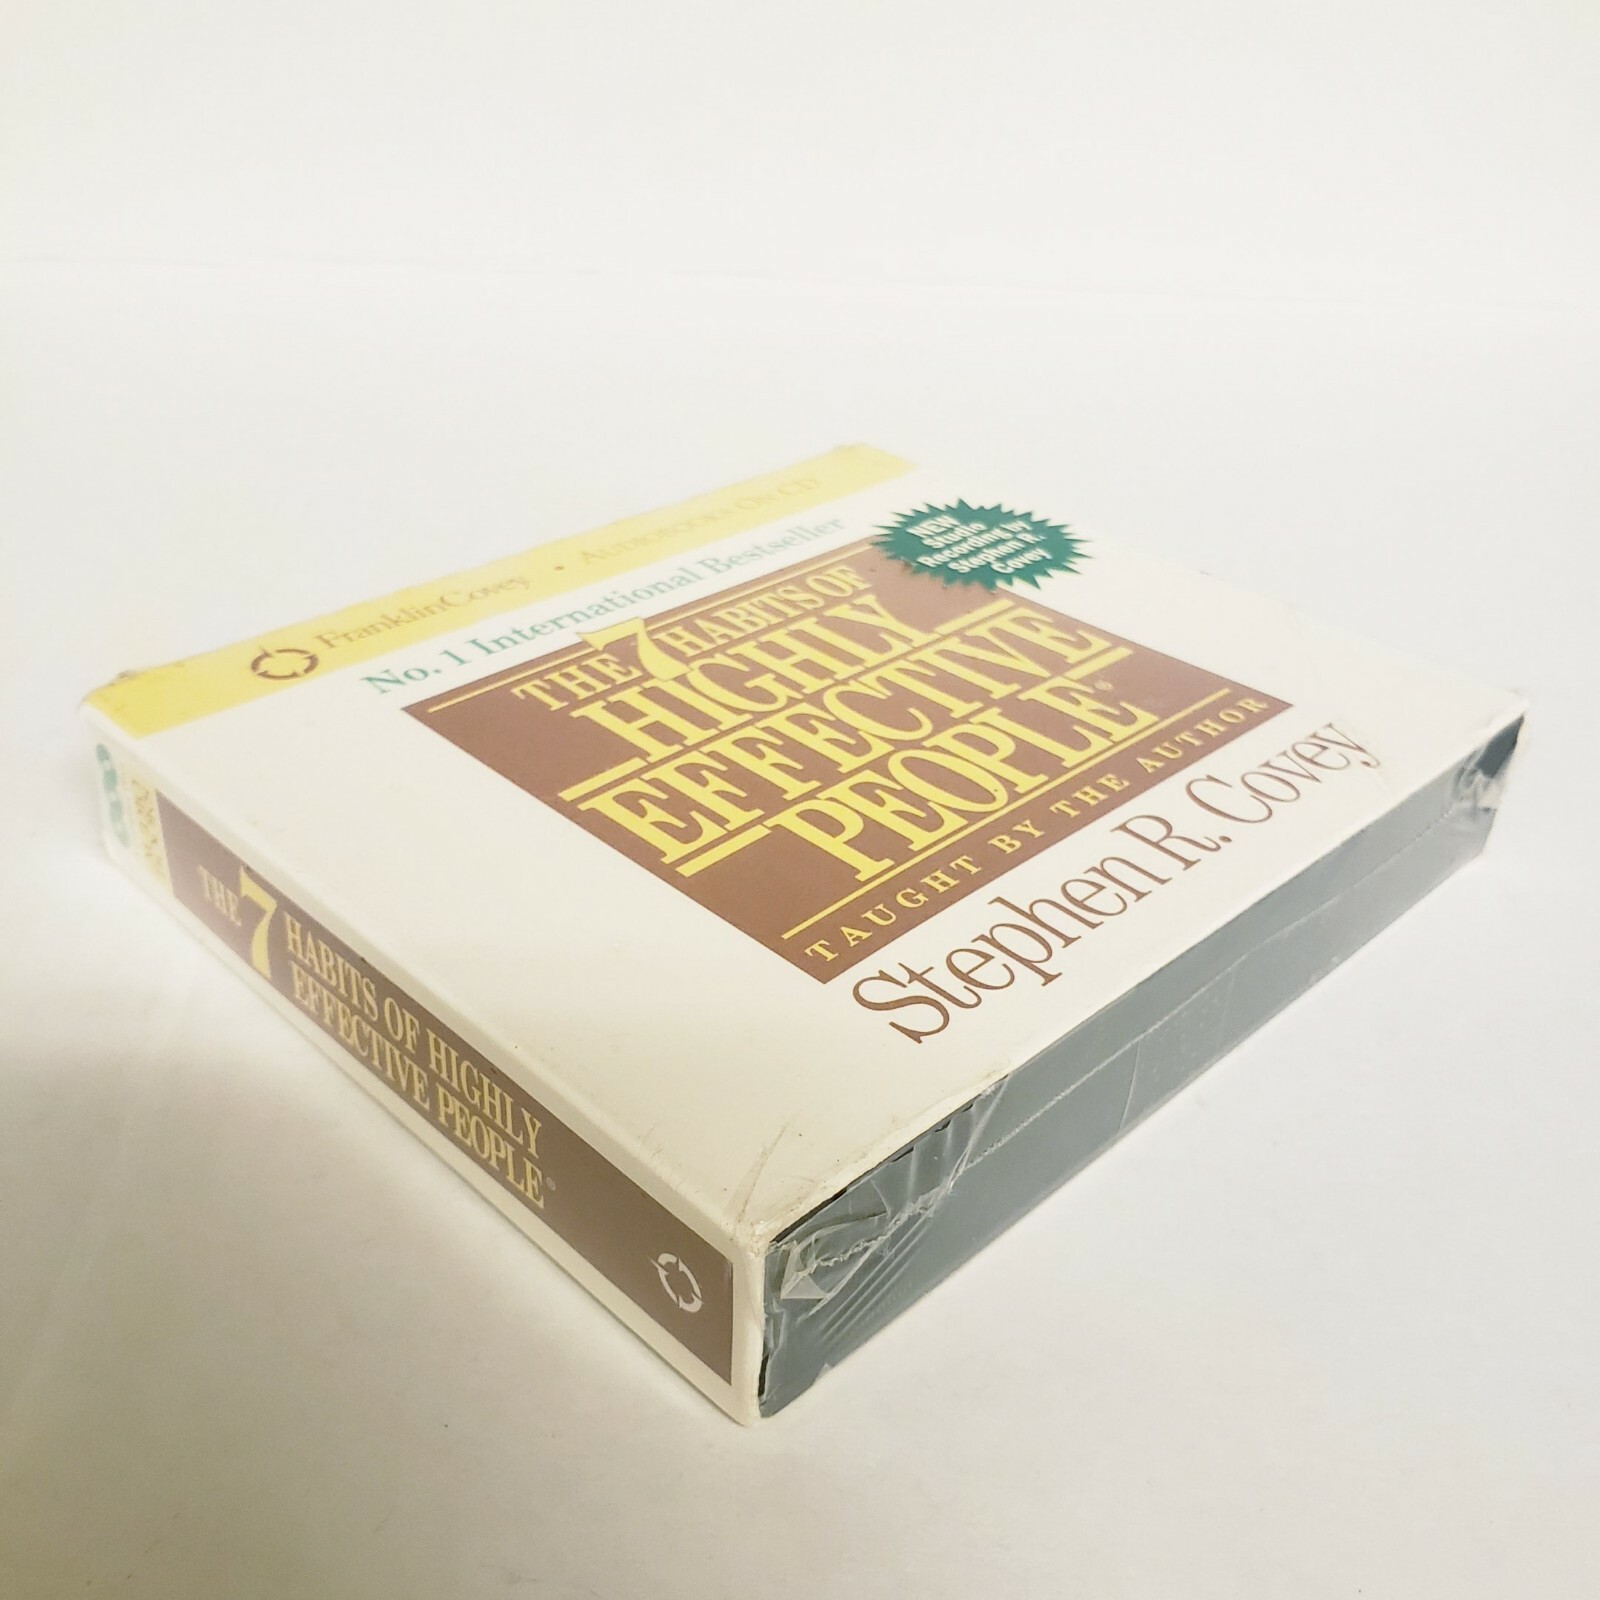 FranklinCovey • AUDIOBOOKS ON CD
No. 1 International Bestseller
NEW
Studio
Recording by
Stephen R.
Covey
THE 7 HABITS OF
HIGHLY
EFFECTIVE
PEOPLE®
TAUGHT BY THE AUTHOR
Stephen R. Covey
THE 7 HABITS OF HIGHLY
EFFECTIVE PEOPLE®